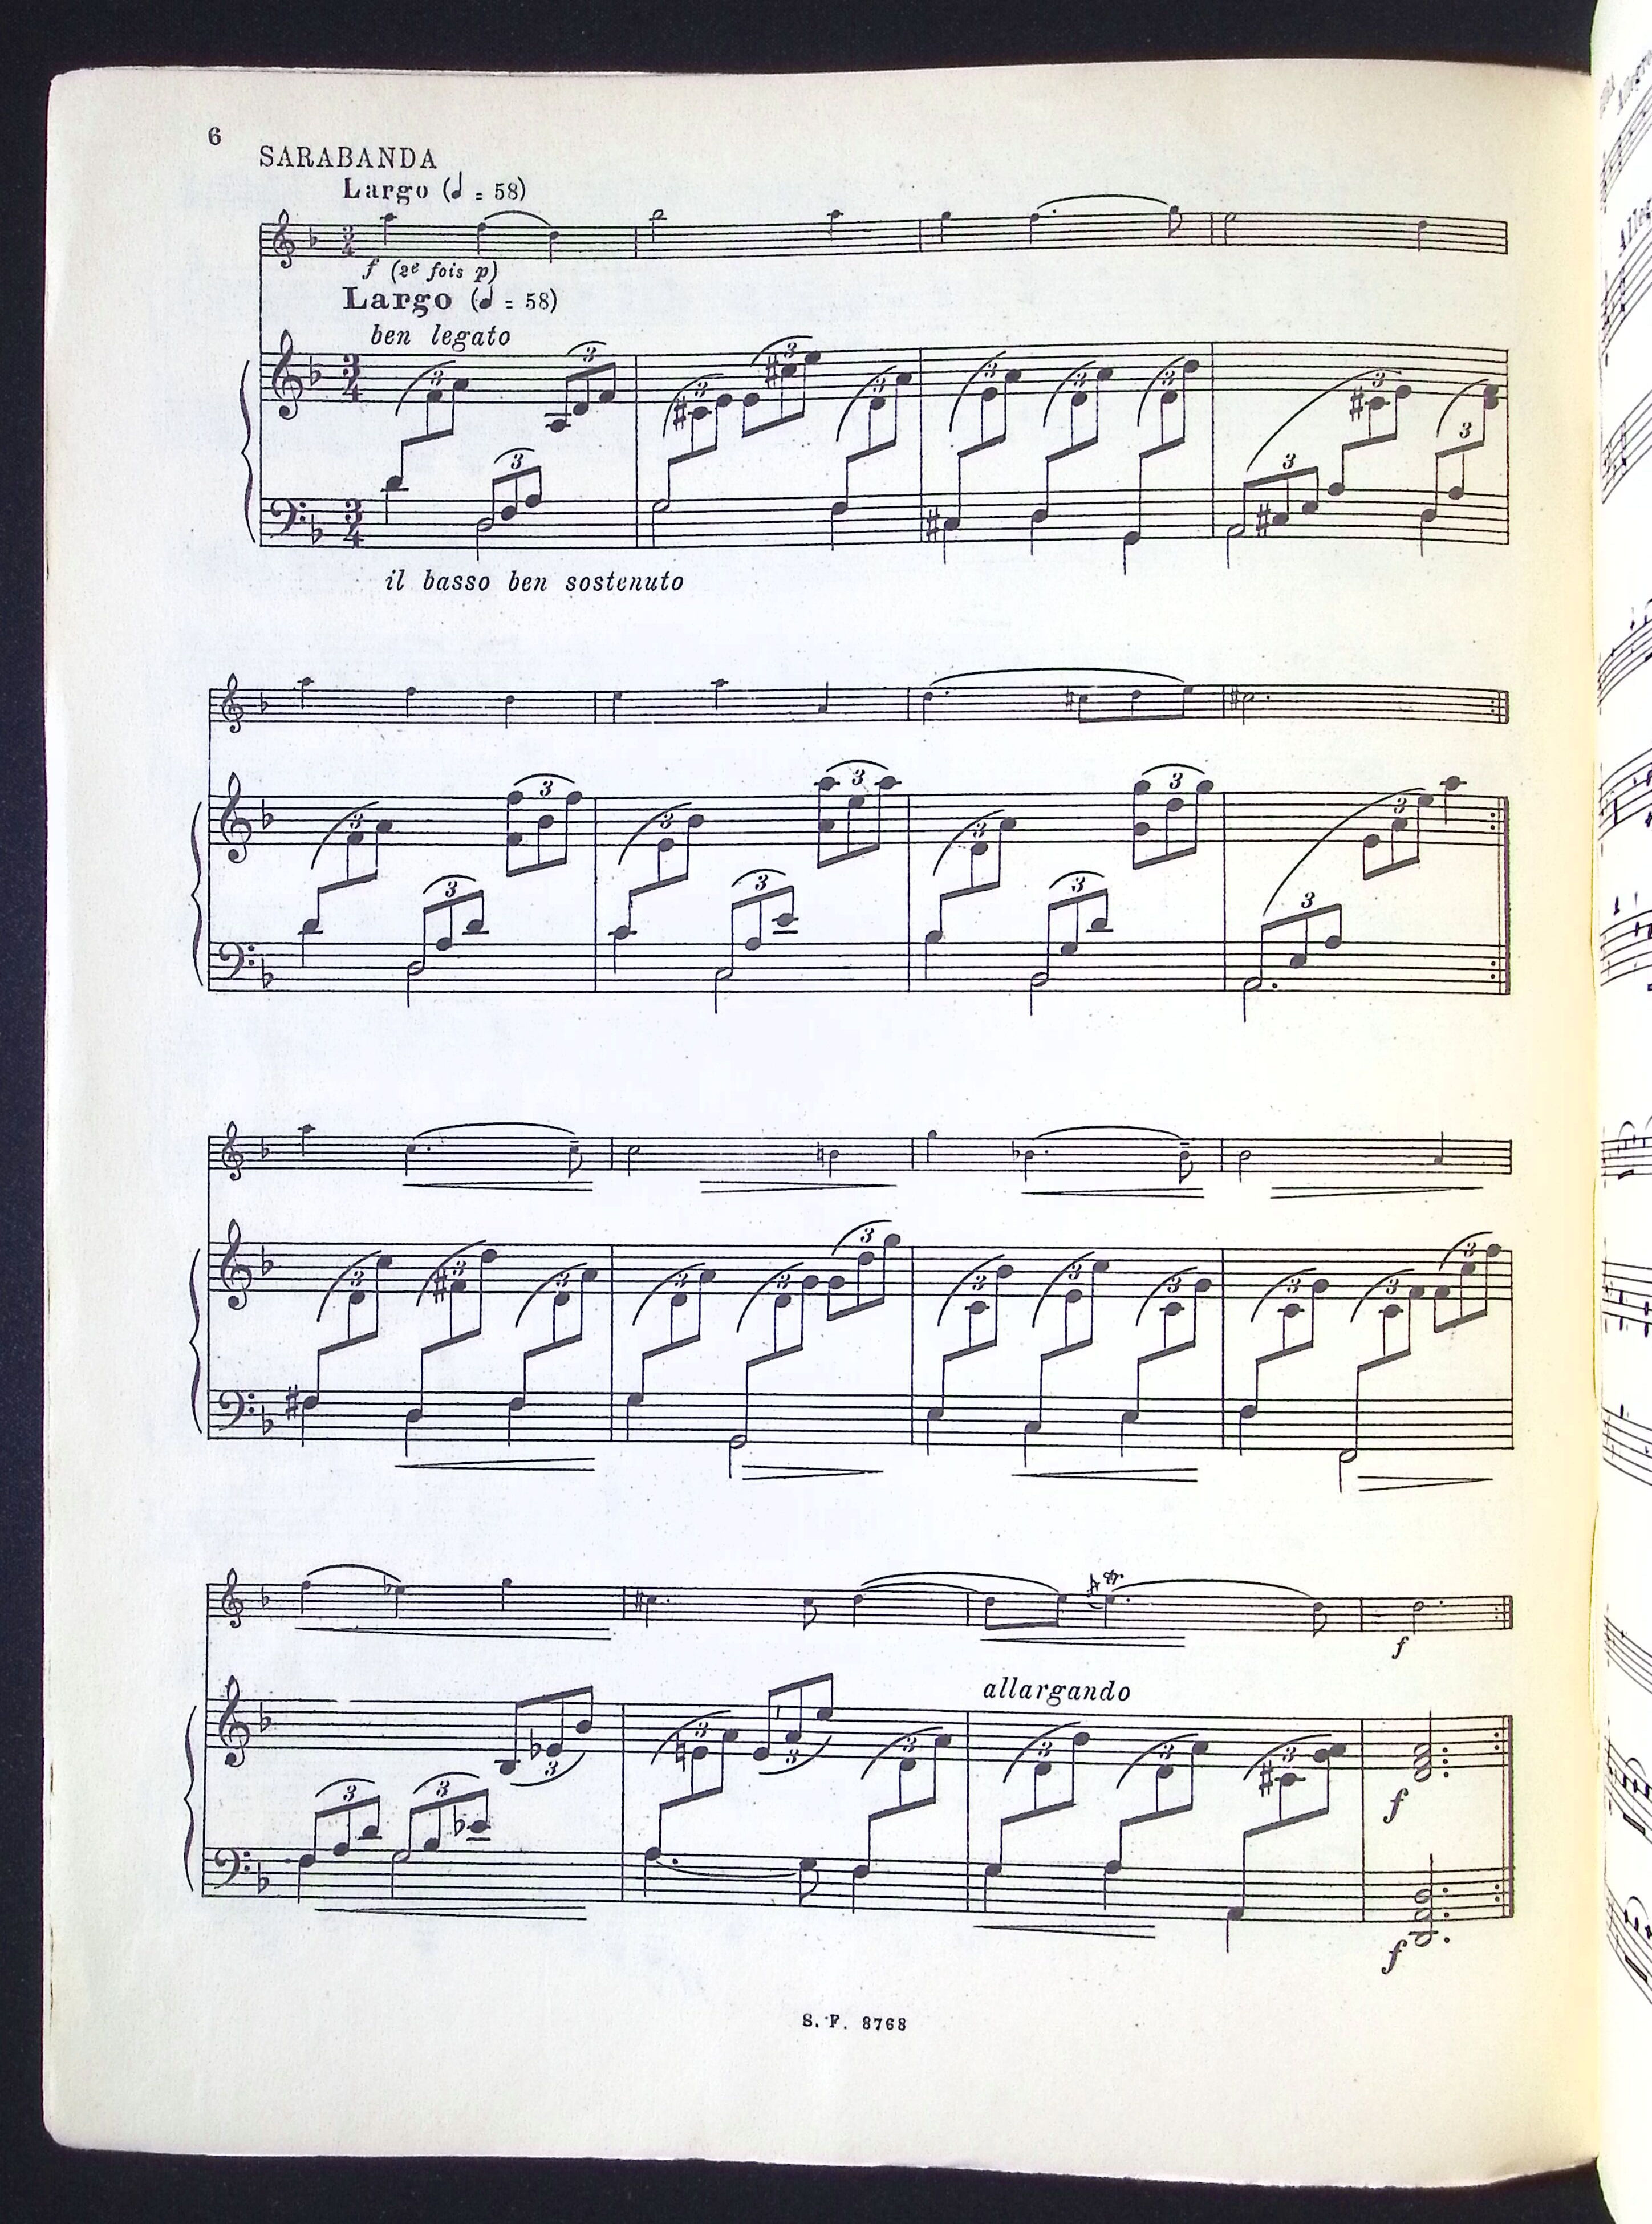 6
SARABANDA
Largo (♩ = 58)
f (2e fois p)
Largo (♩ = 58)
ben legato
il basso ben sostenuto
allargando
f
f
f
S. F. 8768